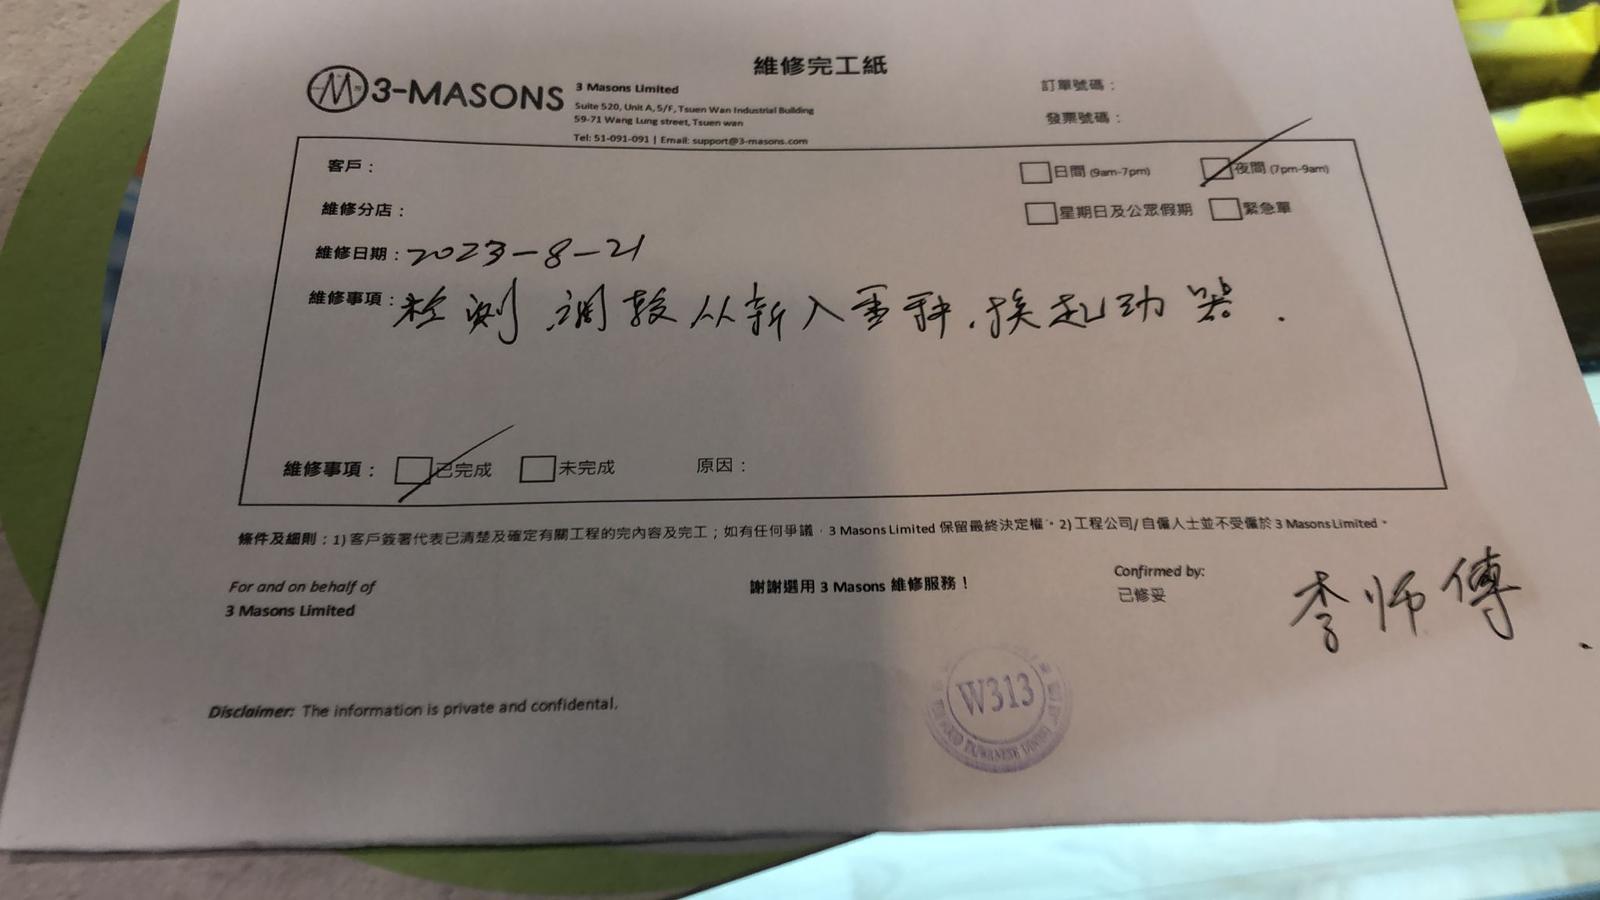 維修完工紙
3-MASONS
3 Masons Limited
Suite 520, Unit A, 5/F, Tsuen Wan Industrial Building
59-71 Wang Lung street, Tsuen wan
Tel: 51-091-091 | Email: support@3-masons.com
訂單號碼：
發票號碼：
客戶：
日間 (9am-7pm) 夜間 (7pm-9am)
維修分店：
星期日及公眾假期 緊急單
維修日期：2023-8-21
維修事項：检测.調較从新入雪种.换起动器.
維修事項： 已完成 未完成 原因：
條件及細則：1) 客戶簽署代表已清楚及確定有關工程的完內容及完工；如有任何爭議，3 Masons Limited 保留最終決定權。2) 工程公司/ 自僱人士並不受僱於 3 Masons Limited。
For and on behalf of
3 Masons Limited
謝謝選用 3 Masons 維修服務！
Confirmed by:
已修妥
李师傅.
W313
TAIWANESE DINING
Disclaimer: The information is private and confidental.